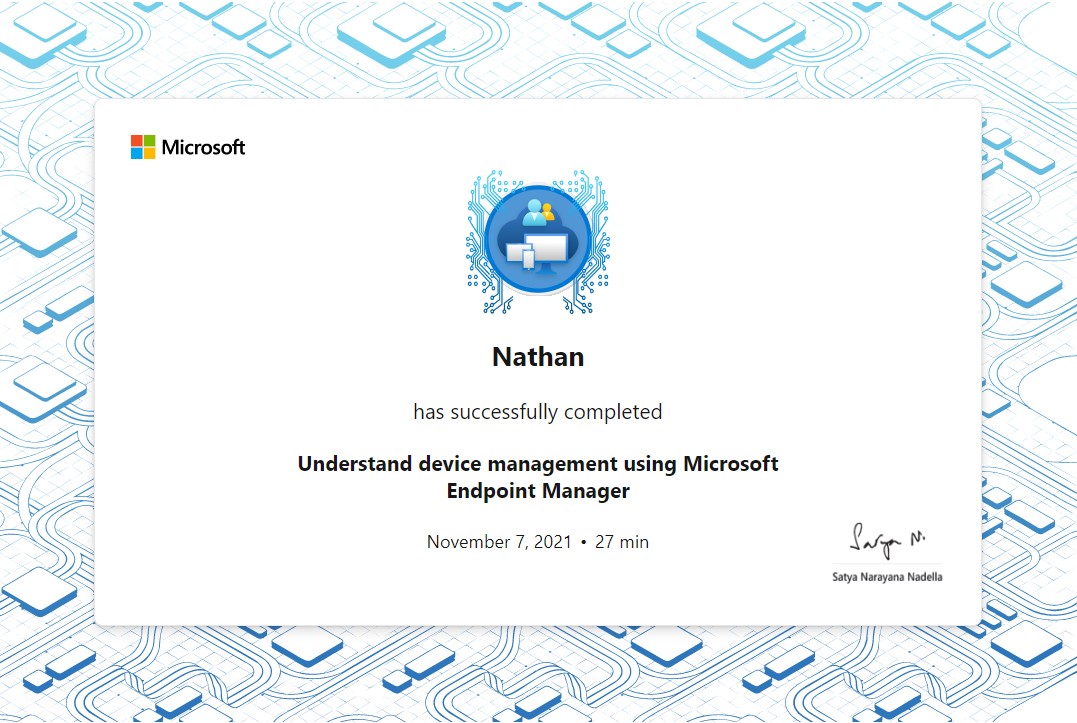 Microsoft
Nathan
has successfully completed
Understand device management using Microsoft
Endpoint Manager
November 7, 2021 • 27 min
Satya N.
Satya Narayana Nadella